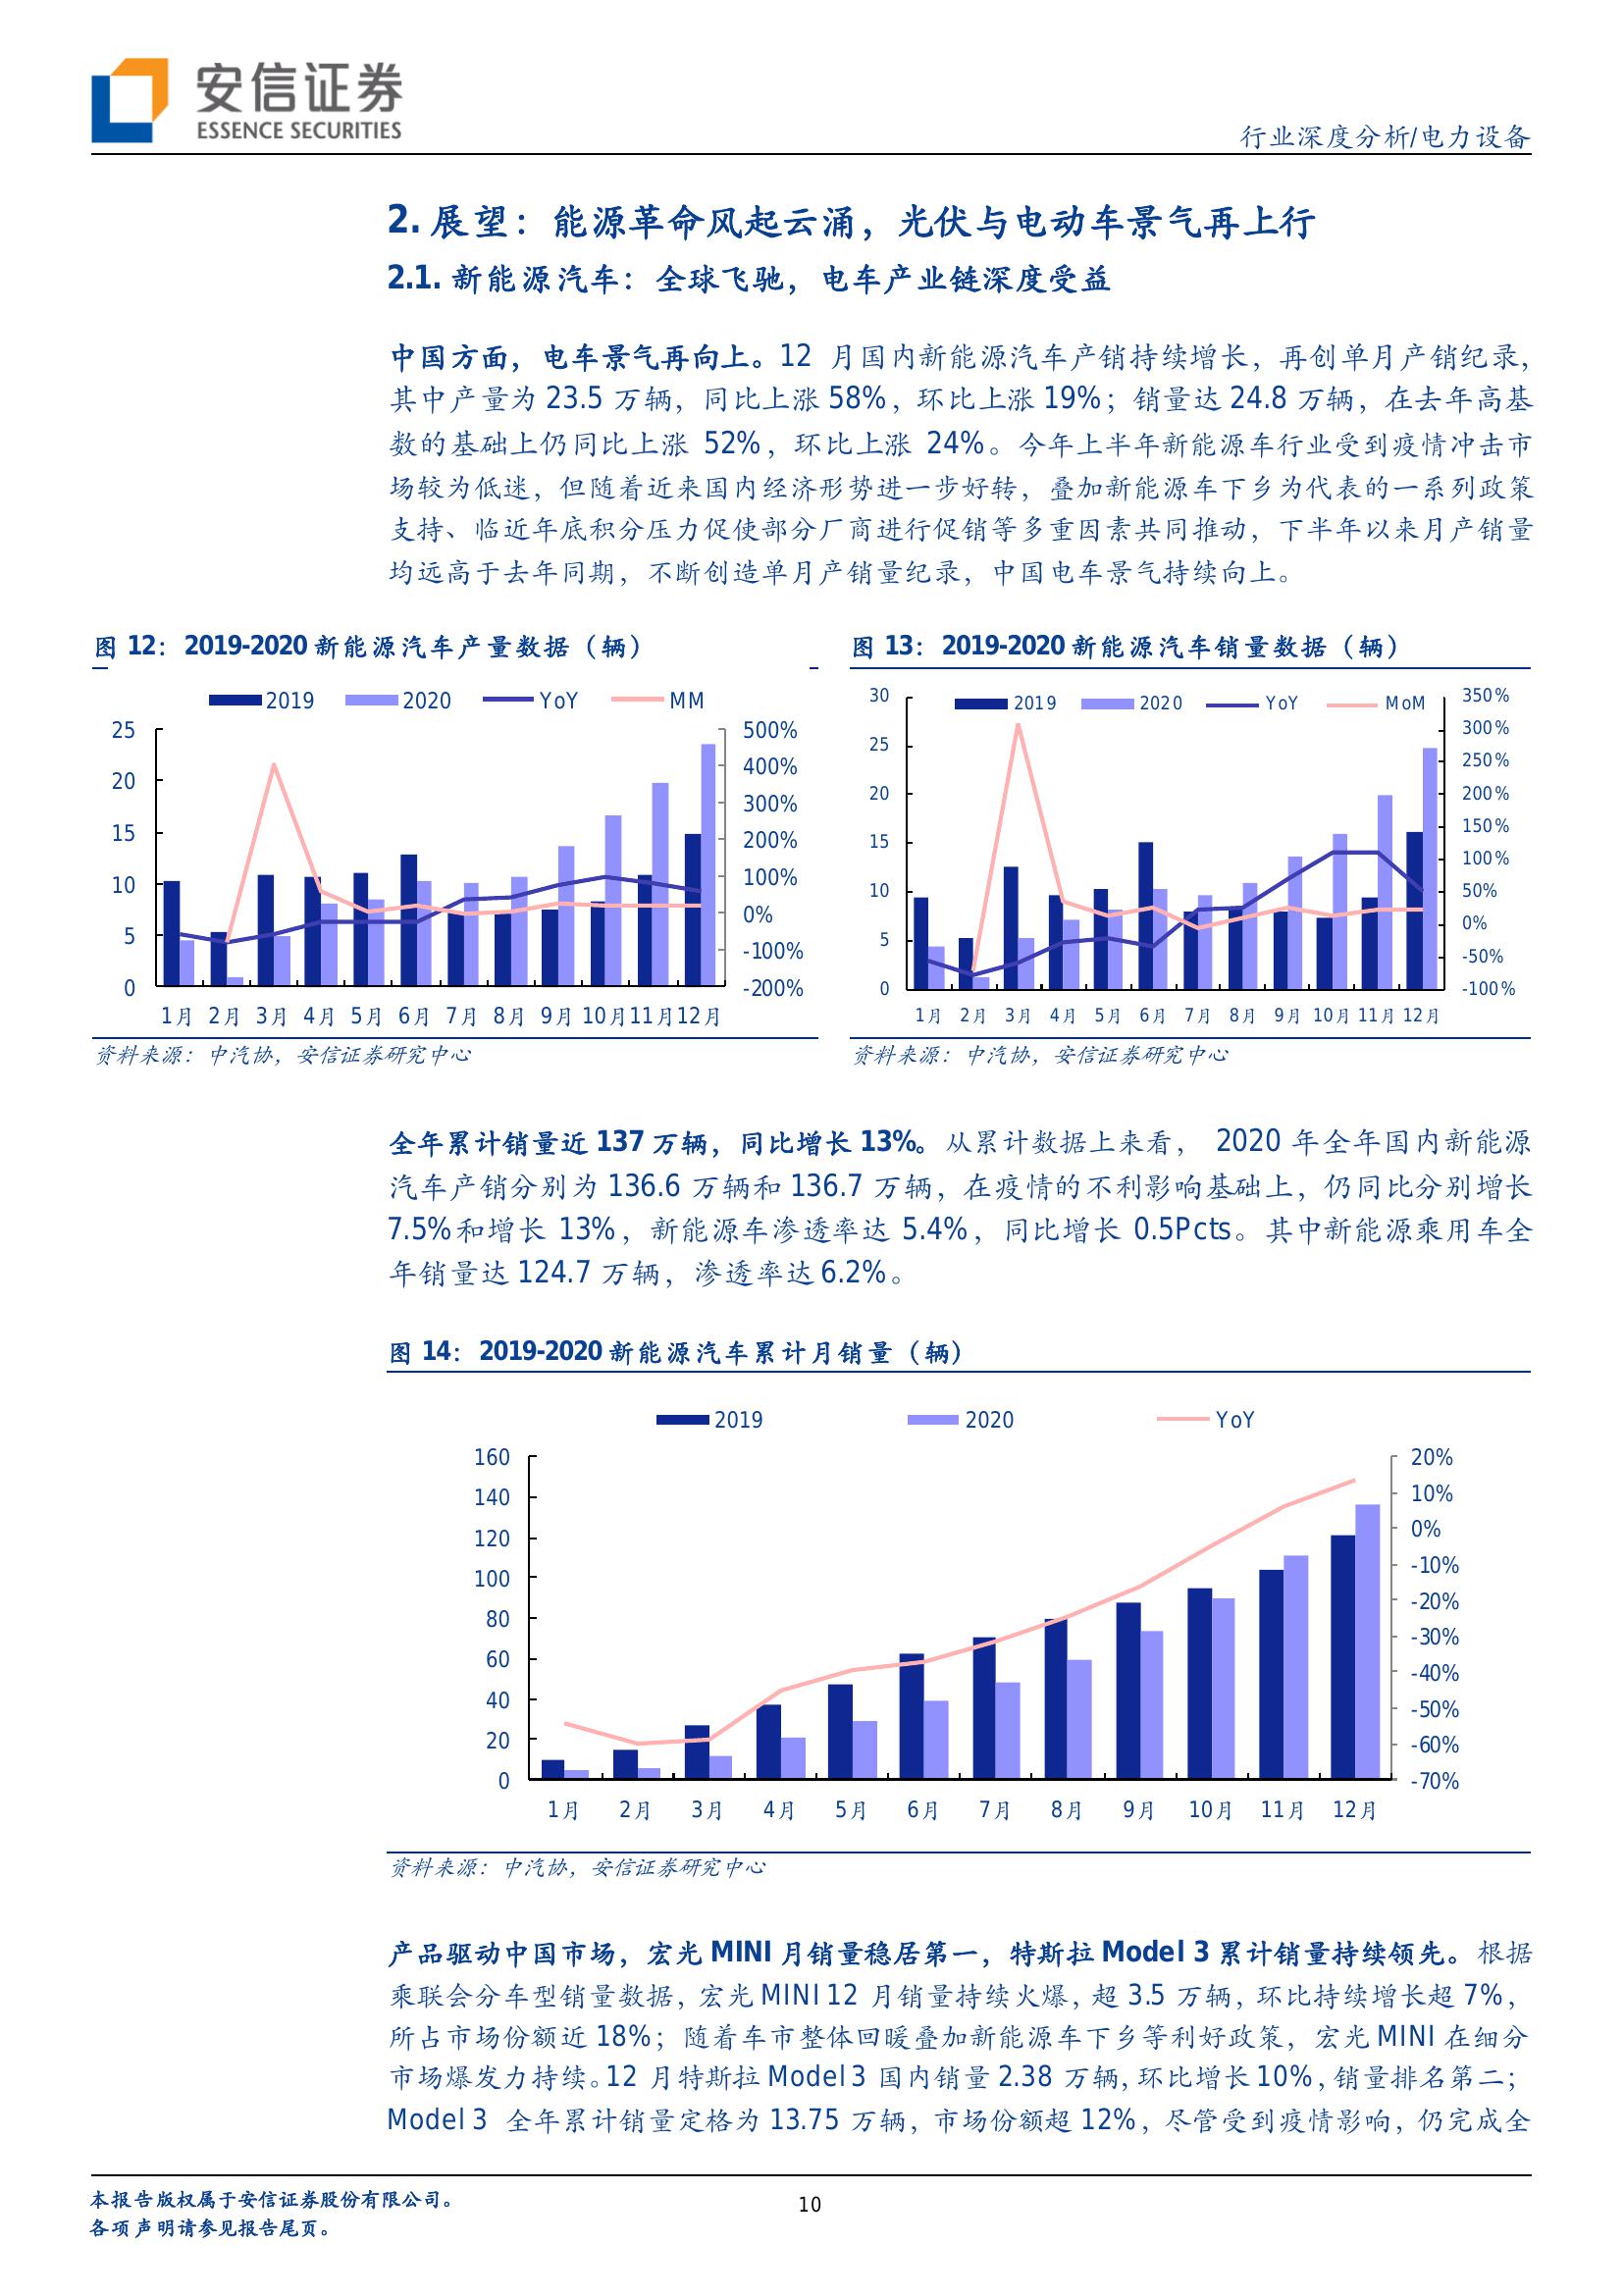 安信证券
ESSENCE SECURITIES
行业深度分析/电力设备
2. 展望：能源革命风起云涌，光伏与电动车景气再上行
2.1. 新能源汽车：全球飞驰，电车产业链深度受益
中国方面，电车景气再向上。12 月国内新能源汽车产销持续增长，再创单月产销纪录，
其中产量为 23.5 万辆，同比上涨 58%，环比上涨 19%；销量达 24.8 万辆，在去年高基
数的基础上仍同比上涨 52%，环比上涨 24%。今年上半年新能源车行业受到疫情冲击市
场较为低迷，但随着近来国内经济形势进一步好转，叠加新能源车下乡为代表的一系列政策
支持、临近年底积分压力促使部分厂商进行促销等多重因素共同推动，下半年以来月产销量
均远高于去年同期，不断创造单月产销量纪录，中国电车景气持续向上。
图 12：2019-2020 新能源汽车产量数据（辆）
2019 2020 YoY MM
25 500%
400%
20
300%
15 200%
10 100%
0%
5 -100%
0 -200%
1月 2月 3月 4月 5月 6月 7月 8月 9月 10月 11月 12月
资料来源：中汽协，安信证券研究中心
图 13：2019-2020 新能源汽车销量数据（辆）
2019 2020 YoY MoM
30 350%
300%
25 250%
20 200%
150%
15 100%
10 50%
0%
5 -50%
0 -100%
1月 2月 3月 4月 5月 6月 7月 8月 9月 10月 11月 12月
资料来源：中汽协，安信证券研究中心
全年累计销量近 137 万辆，同比增长 13%。从累计数据上来看， 2020 年全年国内新能源
汽车产销分别为 136.6 万辆和 136.7 万辆，在疫情的不利影响基础上，仍同比分别增长
7.5%和增长 13%，新能源车渗透率达 5.4%，同比增长 0.5Pcts。其中新能源乘用车全
年销量达 124.7 万辆，渗透率达 6.2%。
图 14：2019-2020 新能源汽车累计月销量（辆）
2019 2020 YoY
160 20%
140 10%
120 0%
100 -10%
80 -20%
60 -30%
40 -40%
20 -50%
0 -60%
-70%
1月 2月 3月 4月 5月 6月 7月 8月 9月 10月 11月 12月
资料来源：中汽协，安信证券研究中心
产品驱动中国市场，宏光 MINI 月销量稳居第一，特斯拉 Model 3 累计销量持续领先。根据
乘联会分车型销量数据，宏光 MINI 12 月销量持续火爆，超 3.5 万辆，环比持续增长超 7%，
所占市场份额近 18%；随着车市整体回暖叠加新能源车下乡等利好政策，宏光 MINI 在细分
市场爆发力持续。12 月特斯拉 Model 3 国内销量 2.38 万辆，环比增长 10%，销量排名第二；
Model 3 全年累计销量定格为 13.75 万辆，市场份额超 12%，尽管受到疫情影响，仍完成全
本报告版权属于安信证券股份有限公司。
各项声明请参见报告尾页。
10